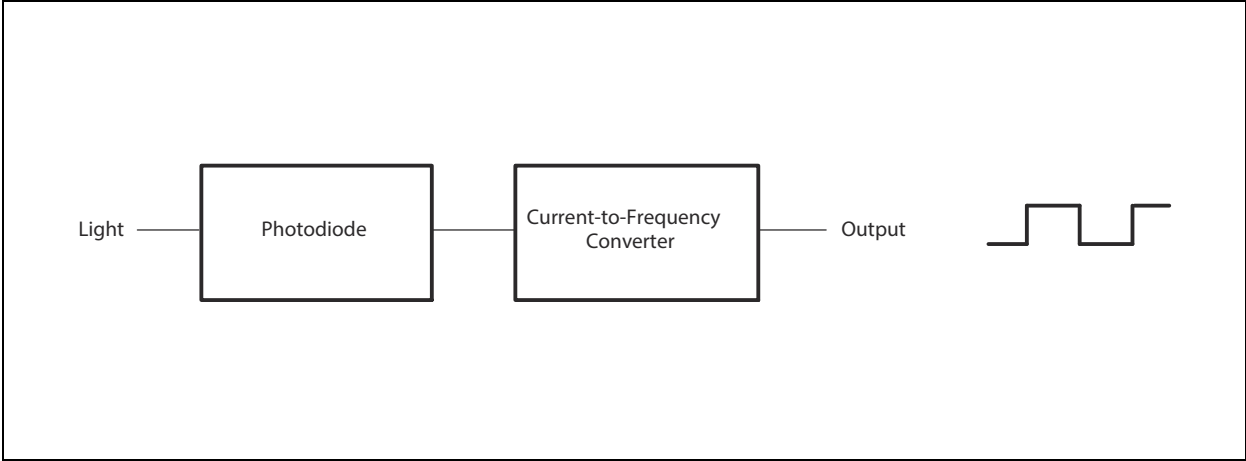 Light
Photodiode
Current-to-Frequency
Converter
Output